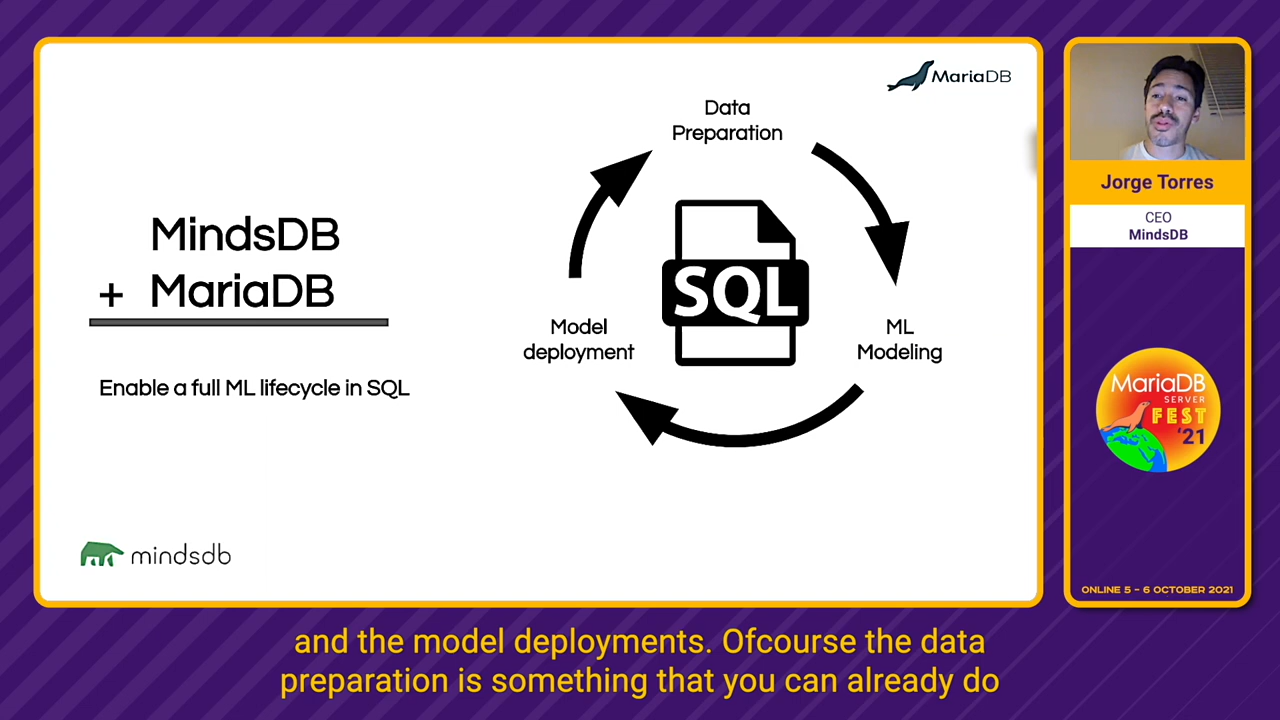 MariaDB
Data
Preparation
MindsDB
+ MariaDB
Enable a full ML lifecycle in SQL
SQL
Model
deployment
ML
Modeling
mindsdb
Jorge Torres
CEO
MindsDB
MariaDB
SERVER
FEST
'21
ONLINE 5 - 6 OCTOBER 2021
and the model deployments. Ofcourse the data
preparation is something that you can already do